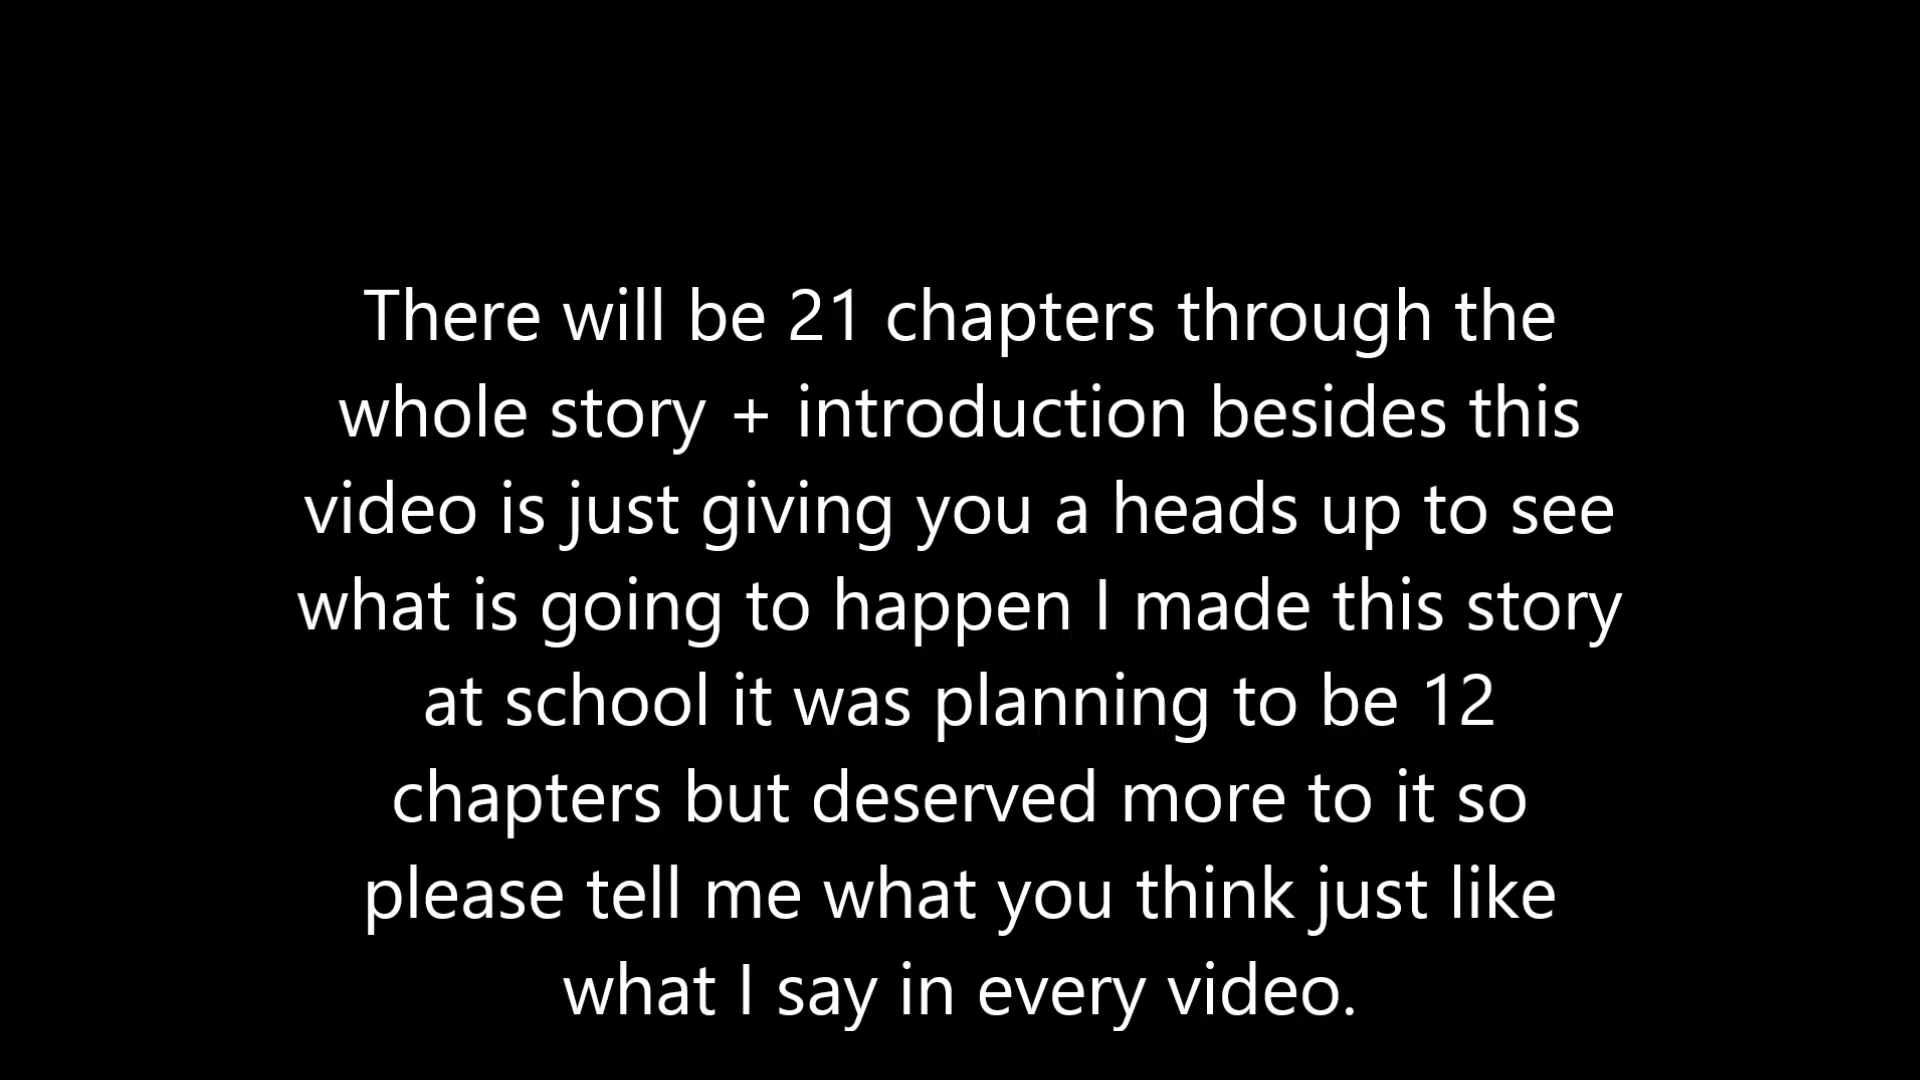 There will be 21 chapters through the
whole story + introduction besides this
video is just giving you a heads up to see
what is going to happen I made this story
at school it was planning to be 12
chapters but deserved more to it so
please tell me what you think just like
what I say in every video.